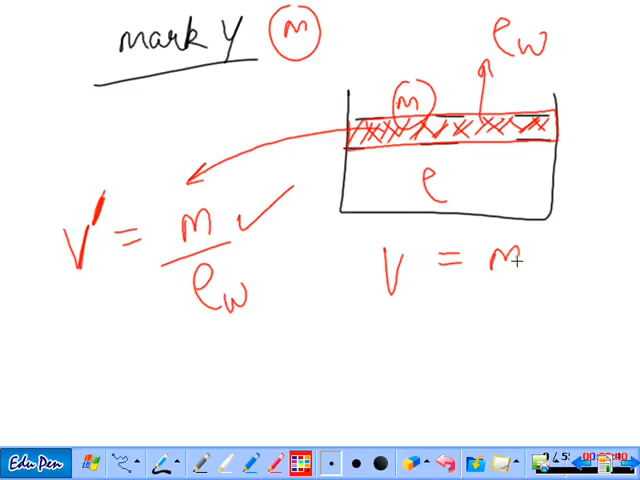 mark Y m
ρw
m
ρ
V' = m / ρw ✓
V = m
Edu Pen